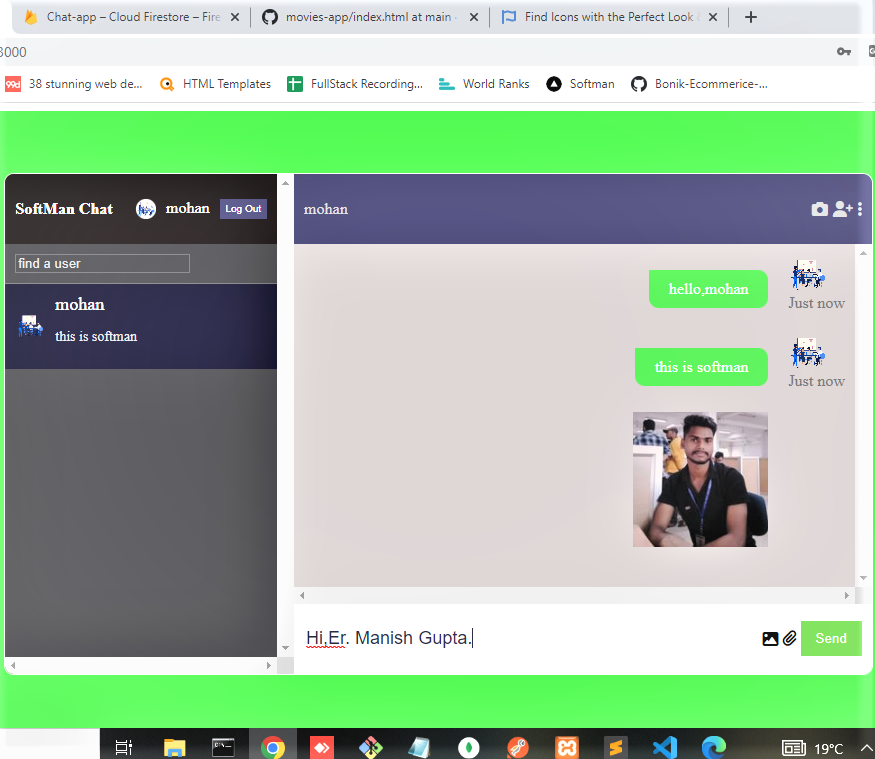 Chat-app – Cloud Firestore – Fire
movies-app/index.html at main
Find Icons with the Perfect Look
3000
99d 38 stunning web de...
HTML Templates
FullStack Recording...
World Ranks
Softman
Bonik-Ecommerice-...
SoftMan Chat
mohan
Log Out
mohan
find a user
mohan
this is softman
hello,mohan
Just now
this is softman
Just now
Hi,Er. Manish Gupta.
Send
19°C